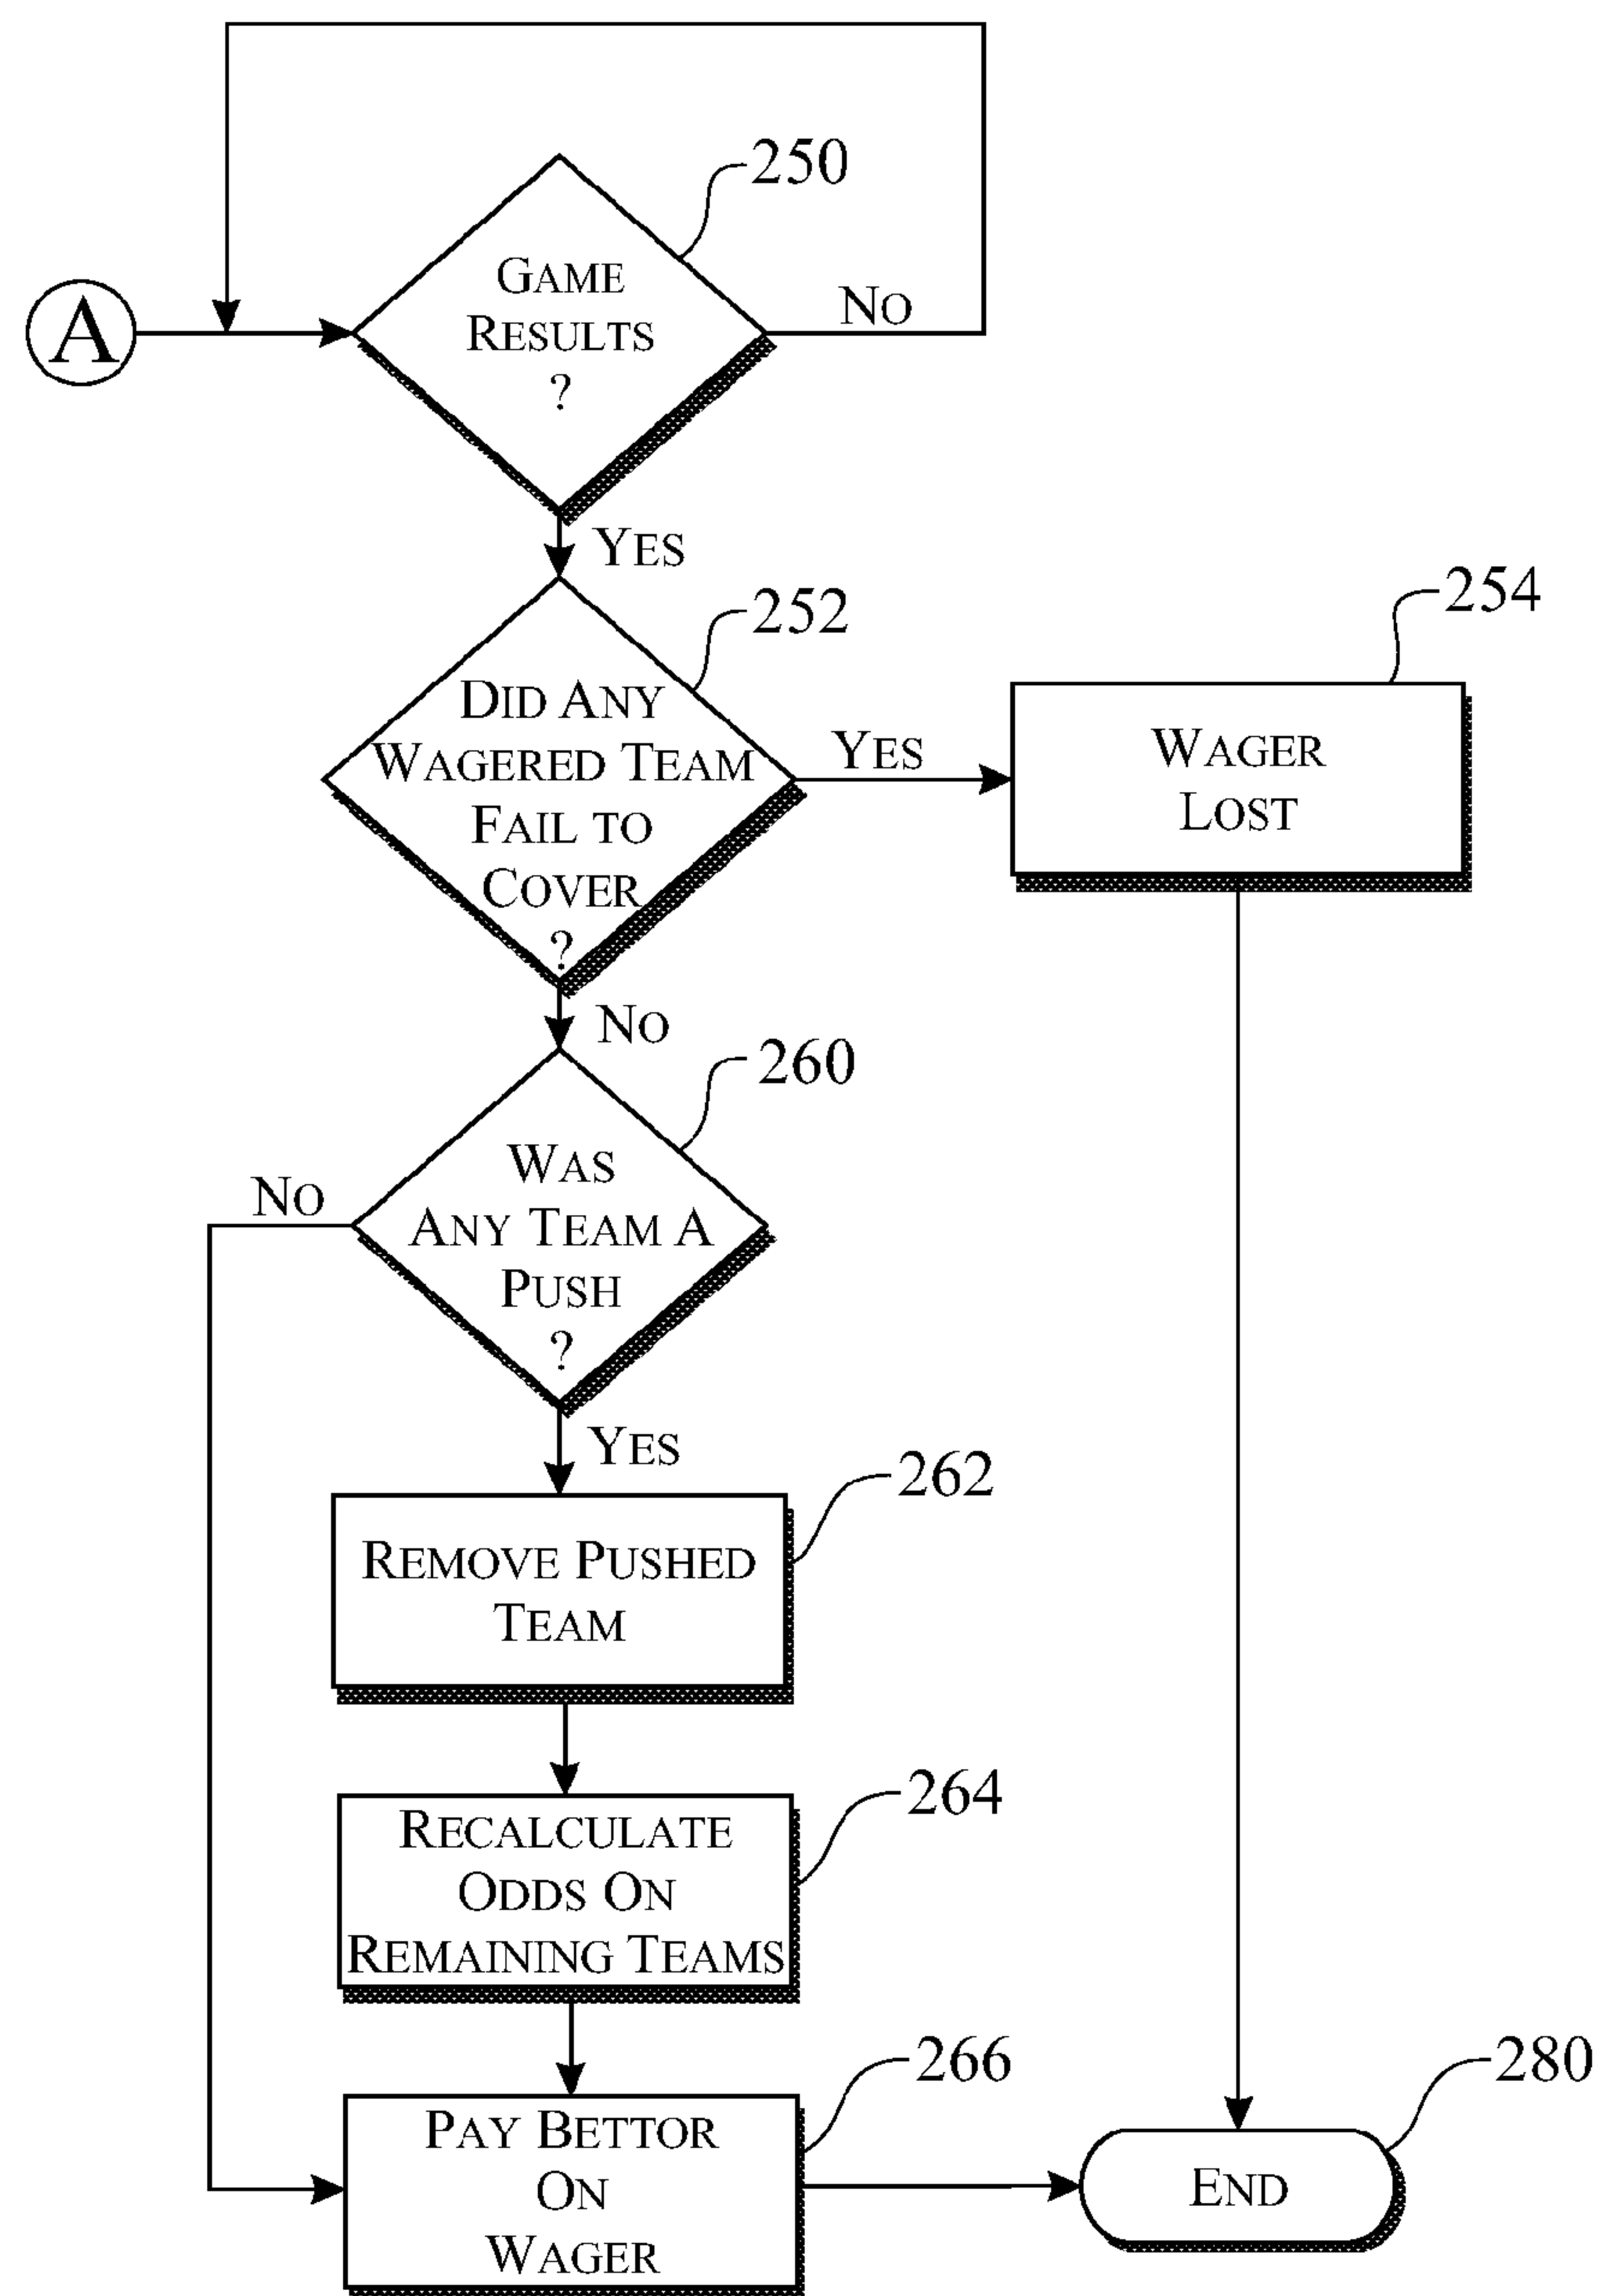 250
A
GAME
RESULTS
?
NO
YES
252
254
DID ANY
WAGERED TEAM
FAIL TO
COVER
?
YES
WAGER
LOST
NO
260
WAS
ANY TEAM A
PUSH
?
NO
YES
262
REMOVE PUSHED
TEAM
264
RECALCULATE
ODDS ON
REMAINING TEAMS
266
280
PAY BETTOR
ON
WAGER
END